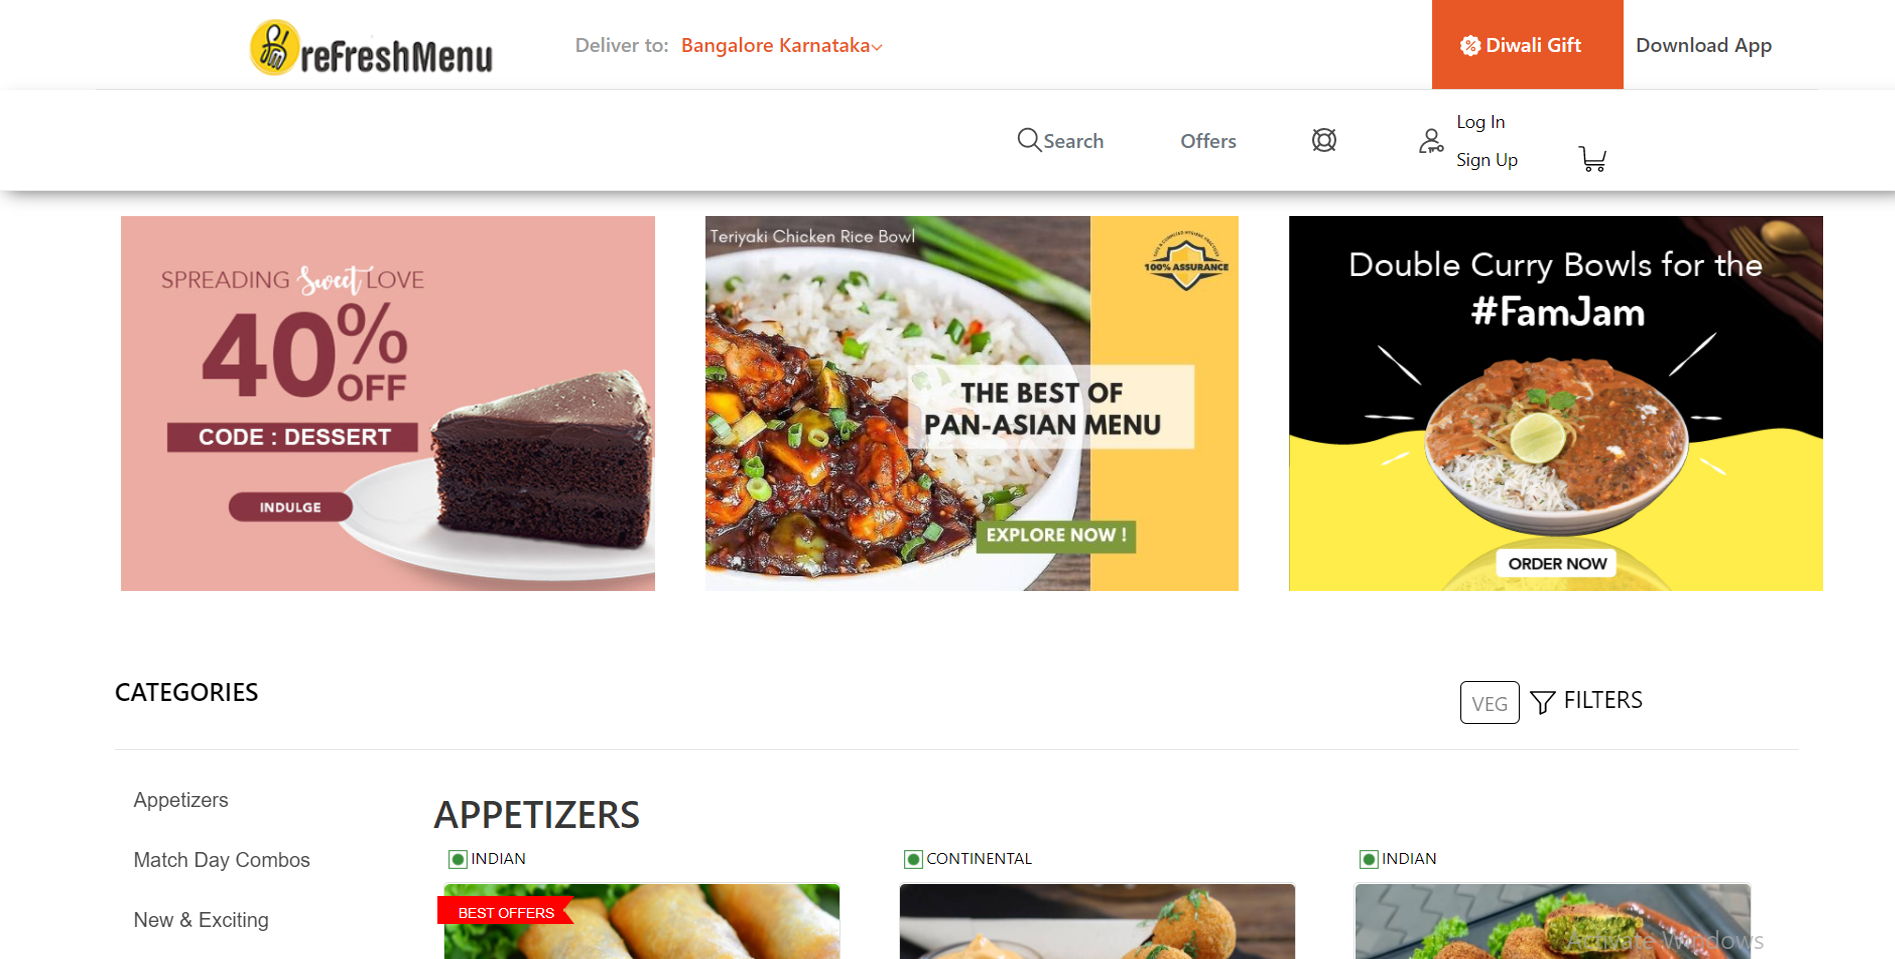 reFreshMenu
Deliver to: Bangalore Karnataka
Diwali Gift
Download App
Search
Offers
Log In
Sign Up
SPREADING Sweet LOVE
40% OFF
CODE : DESSERT
INDULGE
Teriyaki Chicken Rice Bowl
100% ASSURANCE
THE BEST OF
PAN-ASIAN MENU
EXPLORE NOW !
Double Curry Bowls for the
#FamJam
ORDER NOW
CATEGORIES
VEG
FILTERS
Appetizers
Match Day Combos
New & Exciting
APPETIZERS
INDIAN
CONTINENTAL
INDIAN
BEST OFFERS
Activate Windows